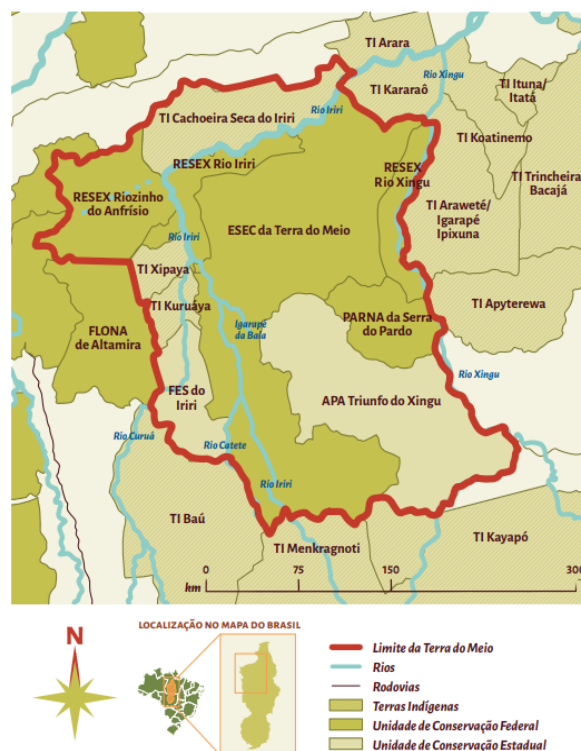 TI Arara
Rio Xingu
TI Kararaô
TI Ituna/
Itatá
TI Cachoeira Seca do Iriri
Rio Iriri
TI Koatinemo
RESEX Rio Iriri
RESEX
Rio Xingu
TI Trincheira
Bacajá
RESEX Riozinho
do Anfrísio
TI Araweté/
Igarapé
Ipixuna
ESEC da Terra do Meio
Rio Iriri
TI Xipaya
TI Kuruáya
TI Apyterewa
PARNA da Serra
do Pardo
Igarapé
da Baía
FLONA
de Altamira
Rio Xingu
FES do
Iriri
APA Triunfo do Xingu
Rio Curuá
Rio Catete
Rio Iriri
TI Baú
TI Kayapó
TI Menkragnoti
0 75 150 300
km
LOCALIZAÇÃO NO MAPA DO BRASIL
N
Limite da Terra do Meio
Rios
Rodovias
Terras Indígenas
Unidade de Conservação Federal
Unidade de Conservação Estadual